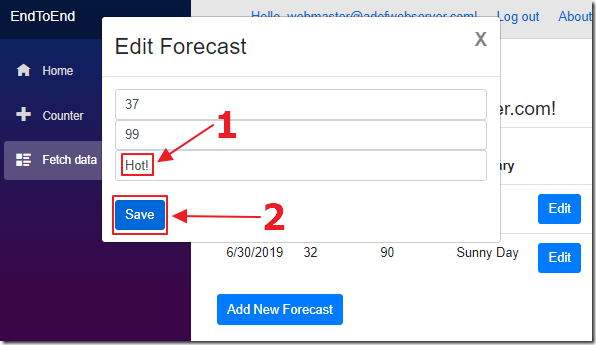 EndToEnd
Hello, webmaster@adefwebserver.com!
Log out
About
Home
Counter
Fetch data
Edit Forecast
X
37
99
Hot!
Save
1
2
er.com!
ary
Edit
6/30/2019 32 90 Sunny Day Edit
Add New Forecast